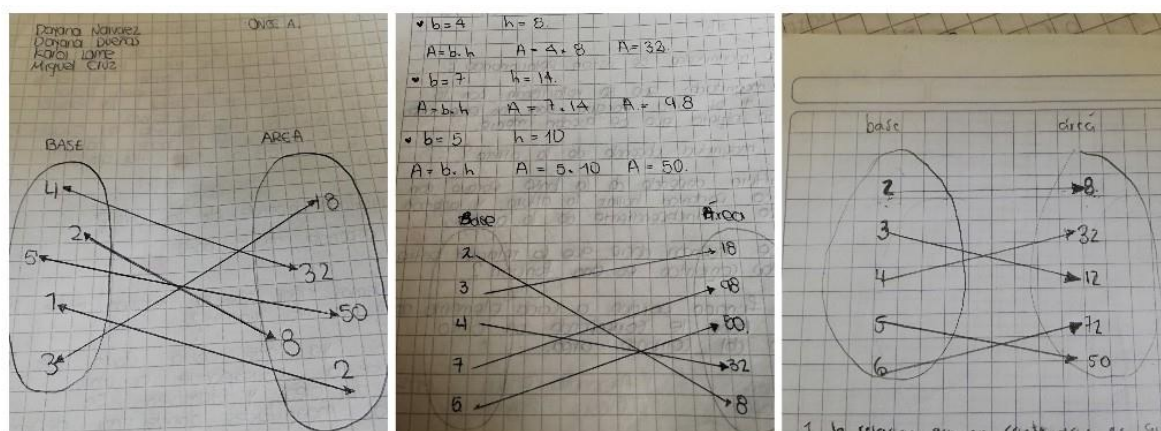 Dayana
Dayana Dueñas
Karol Lame
Miguel Cruz
BASE
AREA
4
2
5
1
3
18
32
50
8
2
• b=4 h=8.
A=b.h A=4.8 A=32
• b=7 h=14.
A=b.h A=7.14 A=98
• b=5 h=10
A=b.h A=5.10 A=50.
Base Area
2 18
3 98
4 50
7 32
5 8
base área
2 8
3 32
4 12
5 72
6 50
1. la